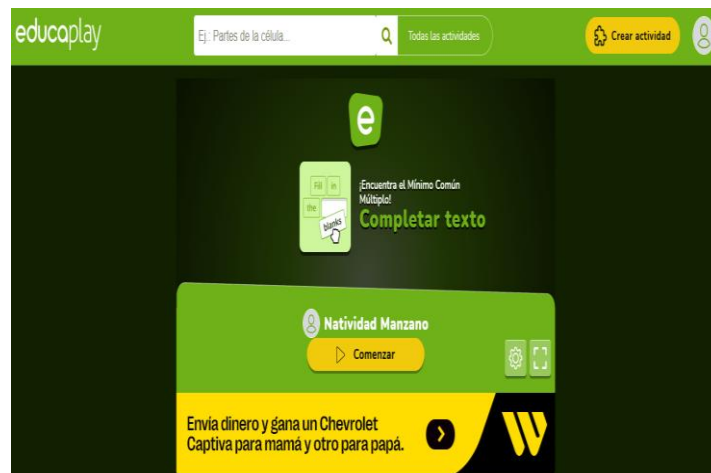 educaplay
Ej.: Partes de la célula...
Todas las actividades
Crear actividad
e
Fill in
the
blanks
¡Encuentra el Mínimo Común
Múltiplo!
Completar texto
Natividad Manzano
Comenzar
Envía dinero y gana un Chevrolet
Captiva para mamá y otro para papá.